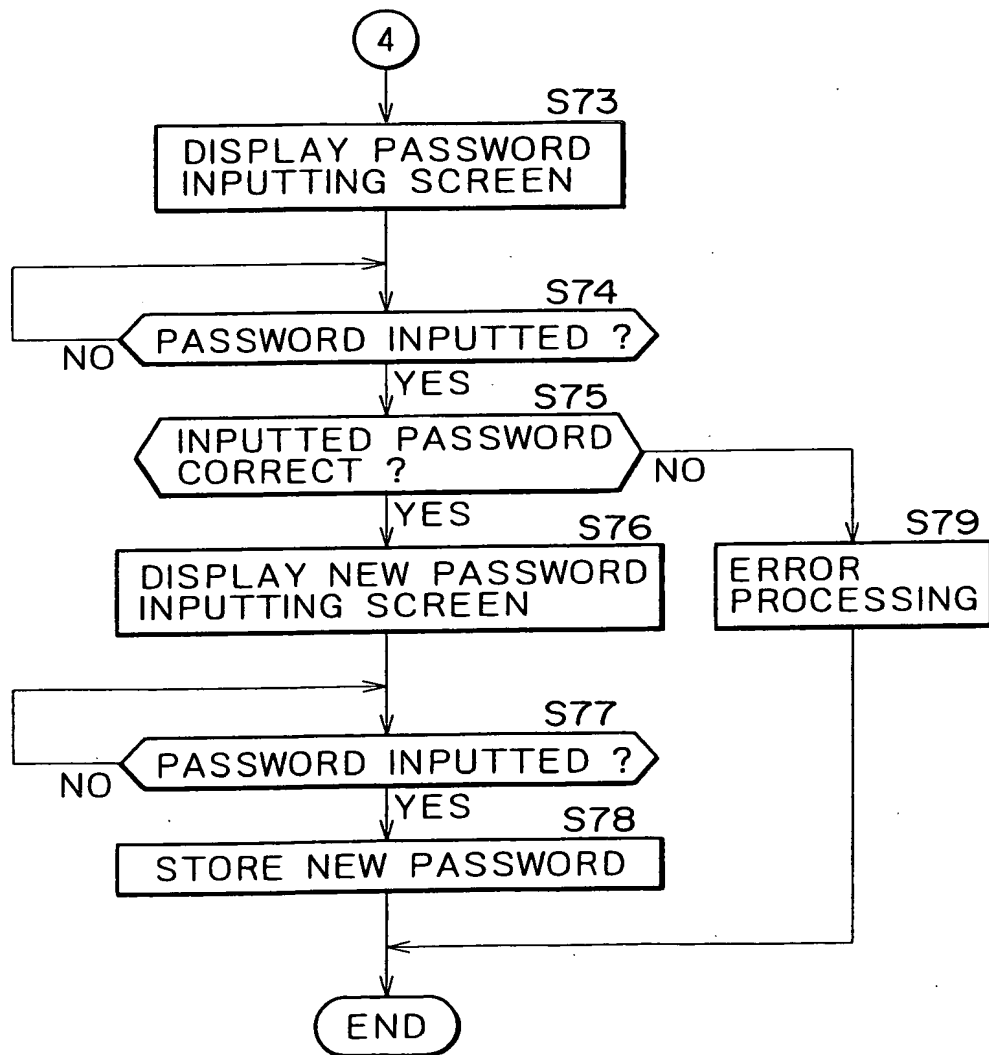 4
S73
DISPLAY PASSWORD
INPUTTING SCREEN
S74
PASSWORD INPUTTED ?
NO
YES
S75
INPUTTED PASSWORD
CORRECT ?
NO
YES
S76
DISPLAY NEW PASSWORD
INPUTTING SCREEN
S79
ERROR
PROCESSING
S77
PASSWORD INPUTTED ?
NO
YES
S78
STORE NEW PASSWORD
END